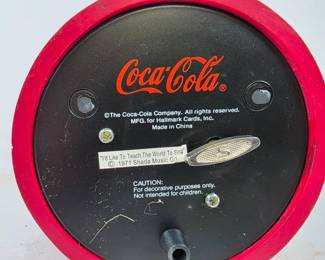 Coca-Cola®
©The Coca-Cola Company. All rights reserved.
MFG. for Hallmark Cards, Inc.
Made in China
"I'd Like To Teach The World To Sing"
© 1971 Shada Music Co
CAUTION:
For decorative purposes only.
Not intended for children.